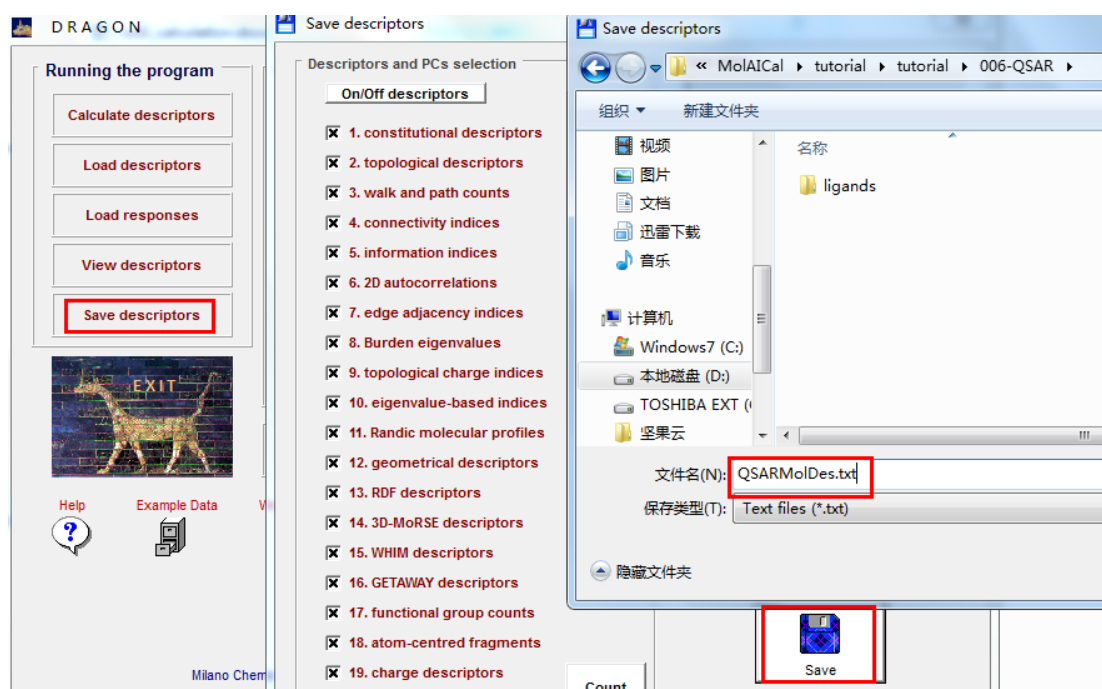 DRAGON
Running the program
Calculate descriptors
Load descriptors
Load responses
View descriptors
Save descriptors
EXIT
Help
Example Data
Milano Chem
Save descriptors
Descriptors and PCs selection
On/Off descriptors
1. constitutional descriptors
2. topological descriptors
3. walk and path counts
4. connectivity indices
5. information indices
6. 2D autocorrelations
7. edge adjacency indices
8. Burden eigenvalues
9. topological charge indices
10. eigenvalue-based indices
11. Randic molecular profiles
12. geometrical descriptors
13. RDF descriptors
14. 3D-MoRSE descriptors
15. WHIM descriptors
16. GETAWAY descriptors
17. functional group counts
18. atom-centred fragments
19. charge descriptors
Count
Save descriptors
« MolAICal ▸ tutorial ▸ tutorial ▸ 006-QSAR ▸
组织 ▼ 新建文件夹
视频
图片
文档
迅雷下载
音乐
计算机
Windows7 (C:)
本地磁盘 (D:)
TOSHIBA EXT (
坚果云
名称
ligands
文件名(N): QSARMolDes.txt
保存类型(T): Text files (*.txt)
隐藏文件夹
Save